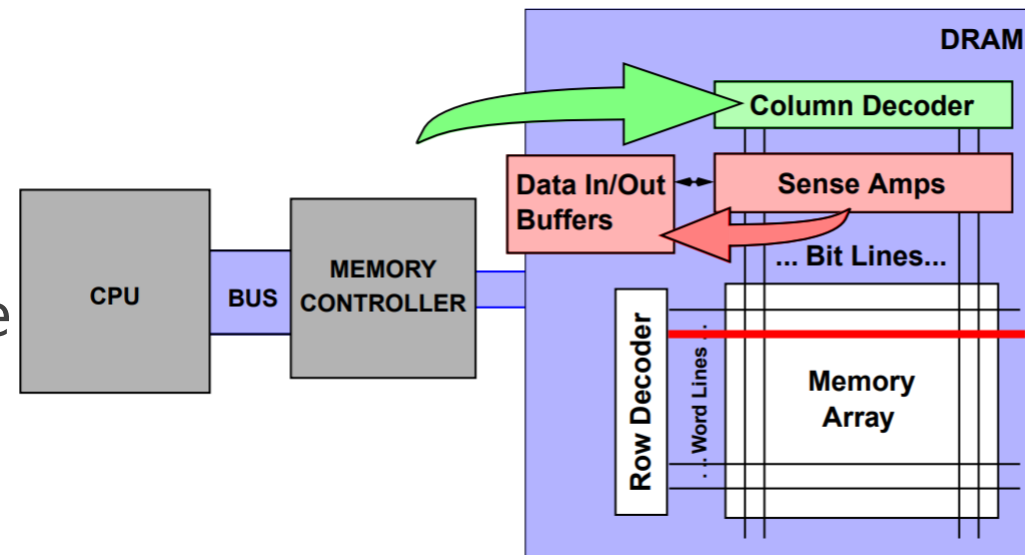 DRAM
Column Decoder
Data In/Out
Buffers
Sense Amps
... Bit Lines...
CPU
BUS
MEMORY
CONTROLLER
e
Row Decoder
. .. Word Lines ...
Memory
Array